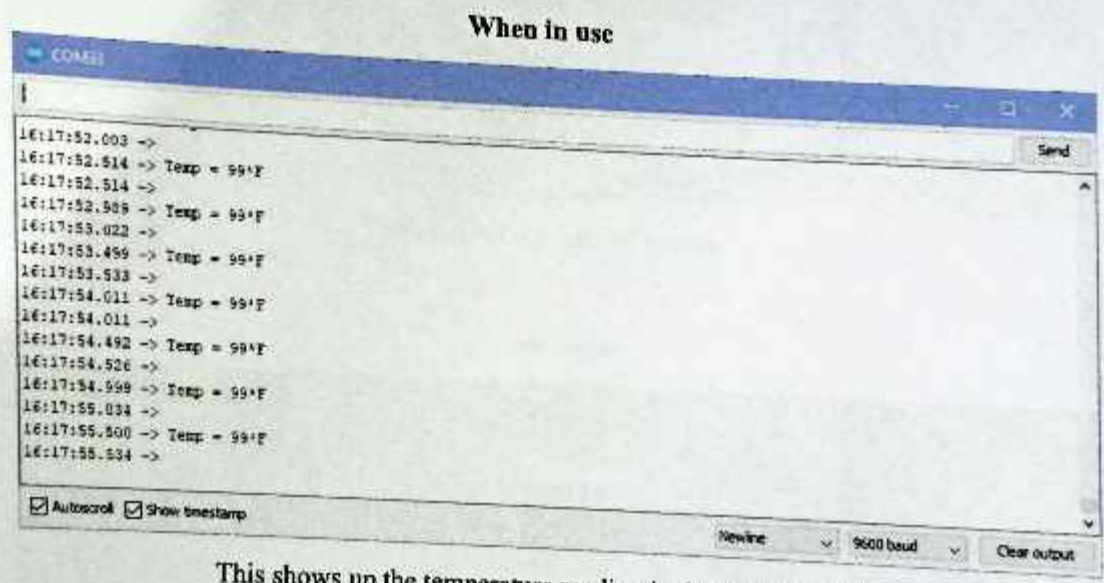 When in use
Send
16:17:52.003 ->
16:17:52.514 -> Temp = 99*F
16:17:52.514 ->
16:17:52.989 -> Temp = 99*F
16:17:53.022 ->
16:17:53.499 -> Temp = 99*F
16:17:53.533 ->
16:17:54.011 -> Temp = 99*F
16:17:54.011 ->
16:17:54.492 -> Temp = 99*F
16:17:54.526 ->
16:17:54.999 -> Temp = 99*F
16:17:55.034 ->
16:17:55.500 -> Temp = 99*F
16:17:55.534 ->
Autoscroll Show timestamp
Newline 9600 baud Clear output
This shows up the temperature